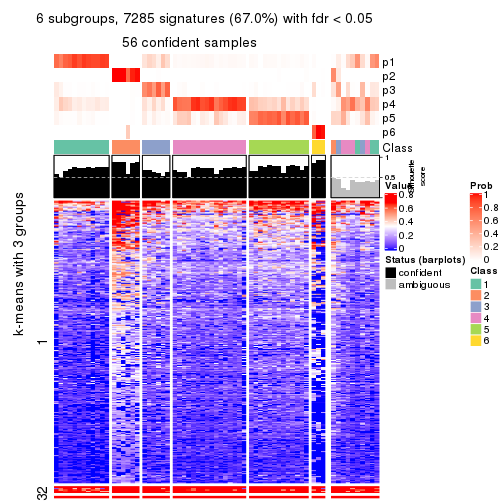 6 subgroups, 7285 signatures (67.0%) with fdr < 0.05
56 confident samples
p1
p2
p3
p4
p5
p6
Class
1
0.5
0
silhouette
score
k-means with 3 groups
1
32
Value
0.8
0.6
0.4
0.2
0
Status (barplots)
confident
ambiguous
Prob
1
0.8
0.6
0.4
0.2
0
Class
1
2
3
4
5
6